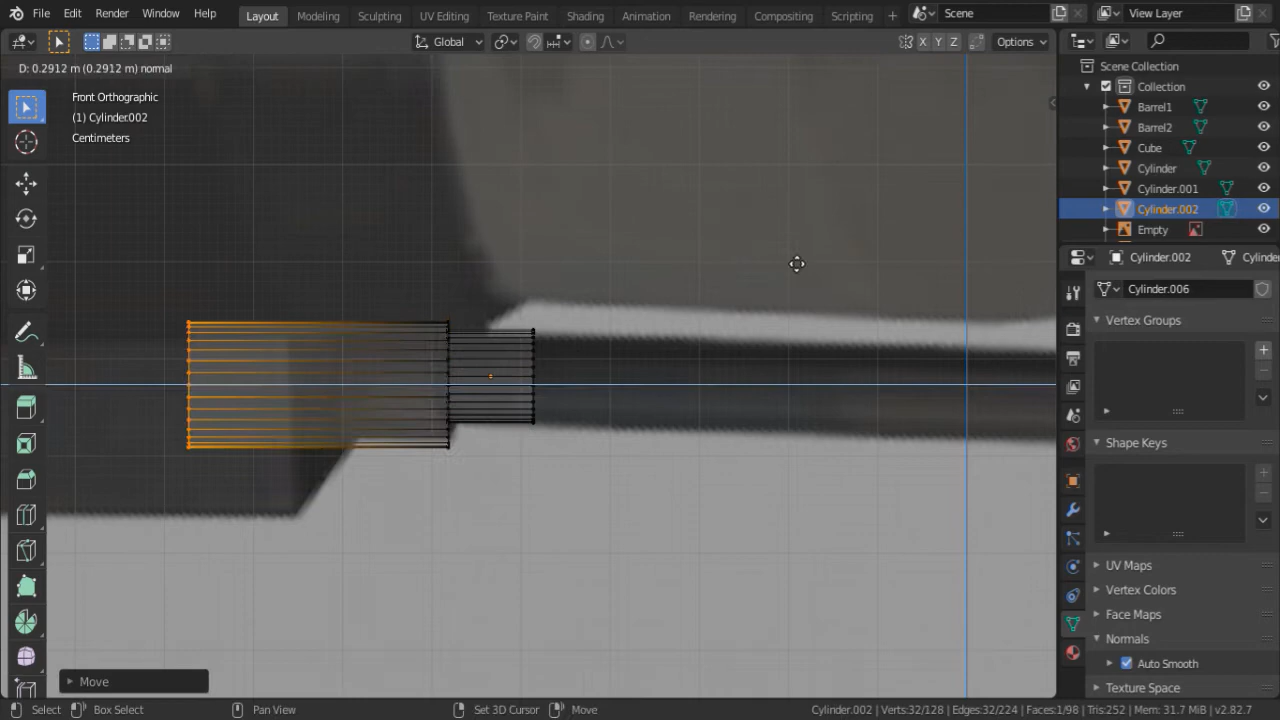 File Edit Render Window Help Layout Modeling Sculpting UV Editing Texture Paint Shading Animation Rendering Compositing Scripting + Scene View Layer
Global X Y Z Options
D: 0.2912 m (0.2912 m) normal
Front Orthographic
(1) Cylinder.002
Centimeters
Scene Collection
Collection
Barrel1
Barrel2
Cube
Cylinder
Cylinder.001
Cylinder.002
Empty
Cylinder.002 Cylinde
Cylinder.006
Vertex Groups
Shape Keys
UV Maps
Vertex Colors
Face Maps
Normals
Auto Smooth
Texture Space
Move
Select Box Select Pan View Set 3D Cursor Move Cylinder.002 | Verts:32/128 | Edges:32/224 | Faces:1/98 | Tris:252 | Mem: 31.7 MiB | v2.82.7